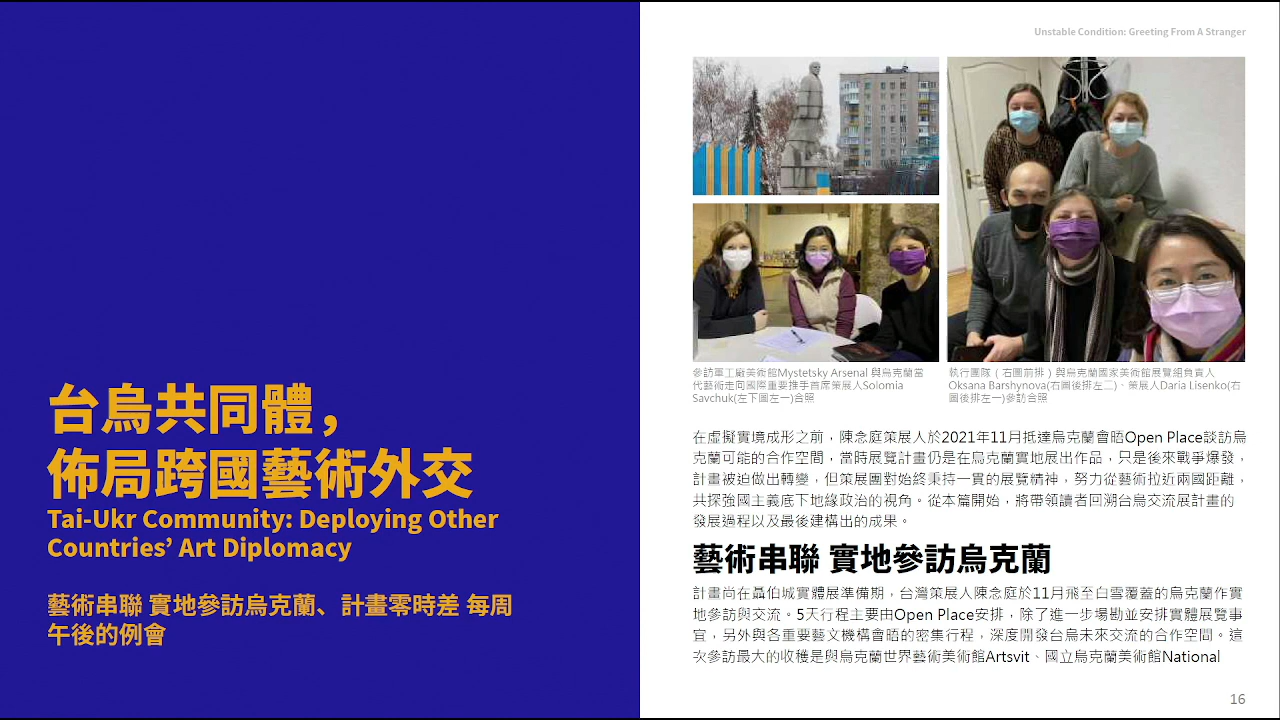 Unstable Condition: Greeting From A Stranger
台烏共同體，
佈局跨國藝術外交
Tai-Ukr Community: Deploying Other
Countries’ Art Diplomacy
藝術串聯 實地參訪烏克蘭、計畫零時差 每周
午後的例會
參訪軍工廠美術館Mystetsky Arsenal 與烏克蘭當
代藝術走向國際重要推手首席策展人Solomia
Savchuk(左下圖左一)合照
執行團隊（右圖前排）與烏克蘭國家美術館展覽組負責人
Oksana Barshynova(右圖後排左二)、策展人Daria Lisenko(右
圖後排左一)參訪合照
在虛擬實境成形之前，陳念庭策展人於2021年11月抵達烏克蘭會晤Open Place談訪烏
克蘭可能的合作空間，當時展覽計畫仍是在烏克蘭實地展出作品，只是後來戰爭爆發，
計畫被迫做出轉變，但策展團對始終秉持一貫的展覽精神，努力從藝術拉近兩國距離，
共探強國主義底下地緣政治的視角。從本篇開始，將帶領讀者回溯台烏交流展計畫的
發展過程以及最後建構出的成果。
藝術串聯 實地參訪烏克蘭
計畫尚在聶伯城實體展準備期，台灣策展人陳念庭於11月飛至白雪覆蓋的烏克蘭作實
地參訪與交流。5天行程主要由Open Place安排，除了進一步場勘並安排實體展覽事
宜，另外與各重要藝文機構會晤的密集行程，深度開發台烏未來交流的合作空間。這
次參訪最大的收穫是與烏克蘭世界藝術美術館Artsvit、國立烏克蘭美術館National
16